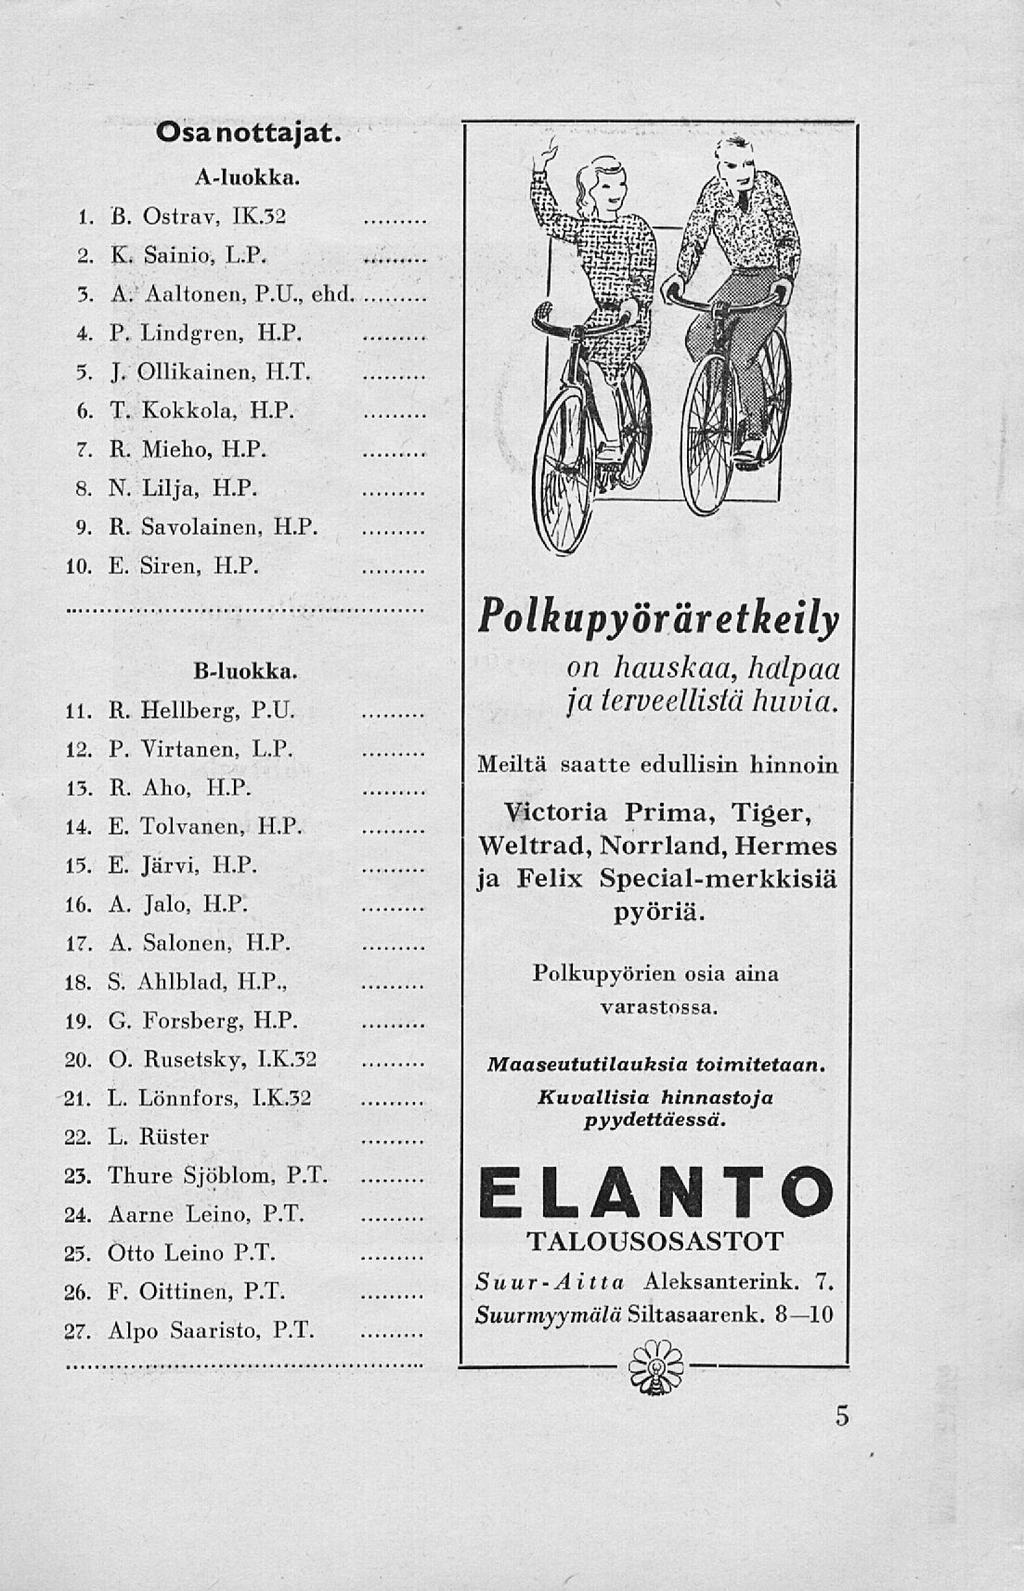 Osanottajat.
A-luokka.
1. B. Ostrav, IK.32 .........
2. K. Sainio, L.P. .........
3. A. Aaltonen, P.U., ehd. .........
4. P. Lindgren, H.P. .........
5. J. Ollikainen, H.T. .........
6. T. Kokkola, H.P. .........
7. R. Mieho, H.P. .........
8. N. Lilja, H.P. .........
9. R. Savolainen, H.P. .........
10. E. Siren, H.P. .........
B-luokka.
11. R. Hellberg, P.U. .........
12. P. Virtanen, L.P. .........
13. R. Aho, H.P. .........
14. E. Tolvanen, H.P. .........
15. E. Järvi, H.P. .........
16. A. Jalo, H.P. .........
17. A. Salonen, H.P. .........
18. S. Ahlblad, H.P., .........
19. G. Forsberg, H.P. .........
20. O. Rusetsky, I.K.32 .........
21. L. Lönnfors, I.K.32 .........
22. L. Rüster .........
23. Thure Sjöblom, P.T. .........
24. Aarne Leino, P.T. .........
25. Otto Leino P.T. .........
26. F. Oittinen, P.T. .........
27. Alpo Saaristo, P.T. .........
Polkupyöräretkeily
on hauskaa, halpaa
ja terveellistä huvia.
Meiltä saatte edullisin hinnoin
Victoria Prima, Tiger,
Weltrad, Norrland, Hermes
ja Felix Special-merkkisiä
pyöriä.
Polkupyörien osia aina
varastossa.
Maaseututilauksia toimitetaan.
Kuvallisia hinnastoja
pyydettäessä.
ELANTO
TALOUSOSASTOT
Suur-Aitta Aleksanterink. 7.
Suurmyymälä Siltasaarenk. 8—10
5